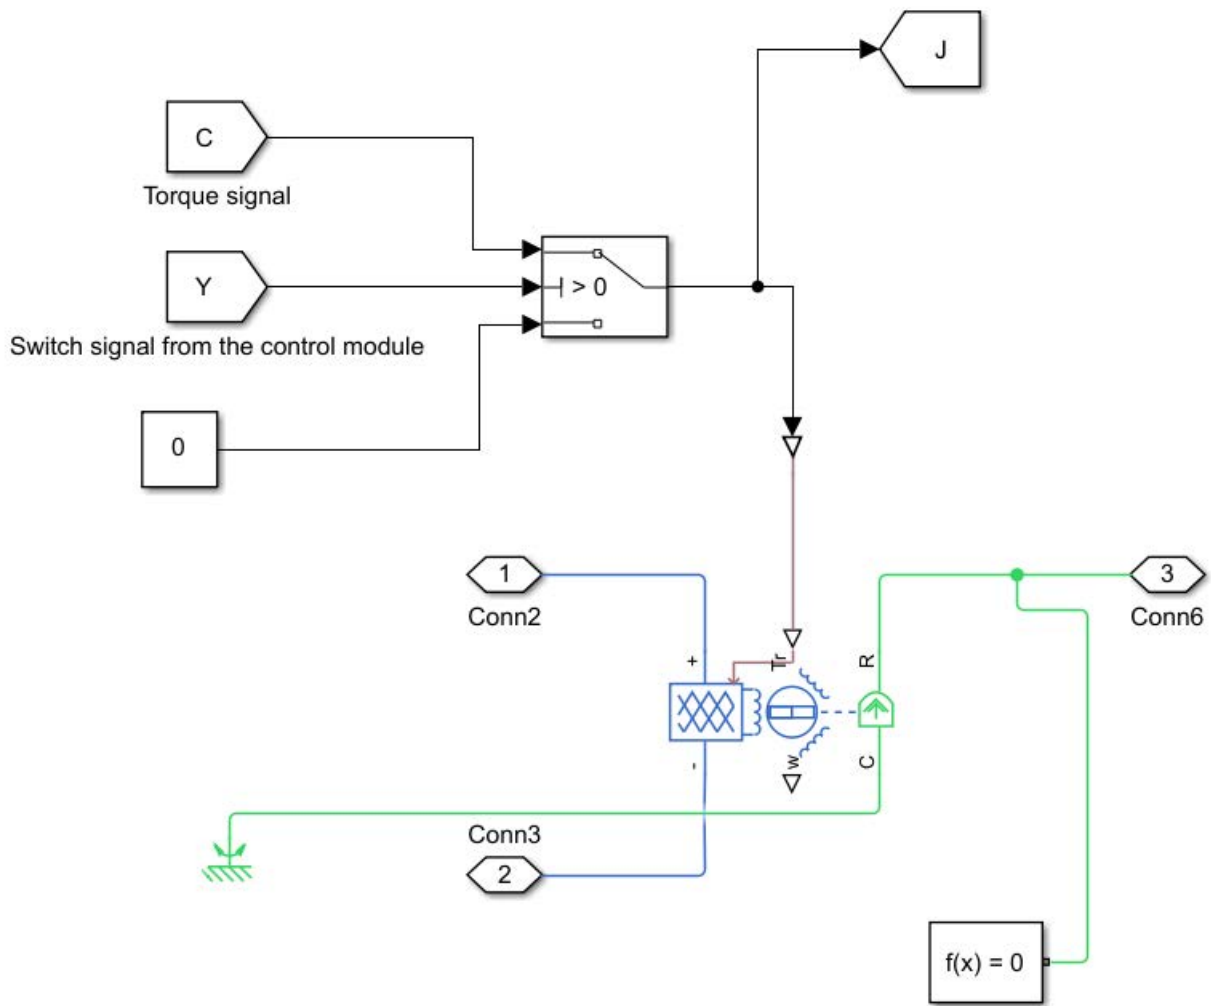 J
C
Torque signal
Y
> 0
Switch signal from the control module
0
1
Conn2
3
Conn6
+
Tr
R
-
w
C
Conn3
2
f(x) = 0